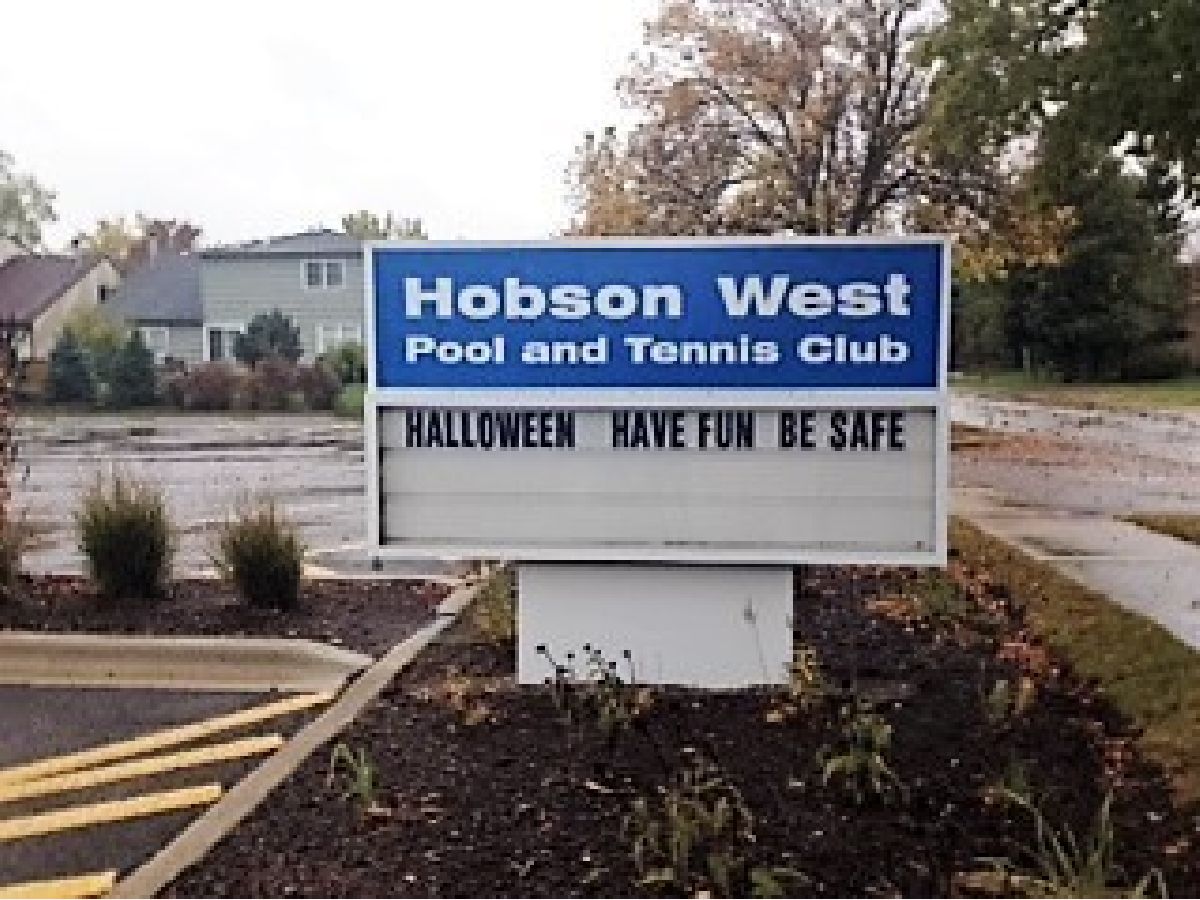 Hobson West
Pool and Tennis Club
HALLOWEEN HAVE FUN BE SAFE